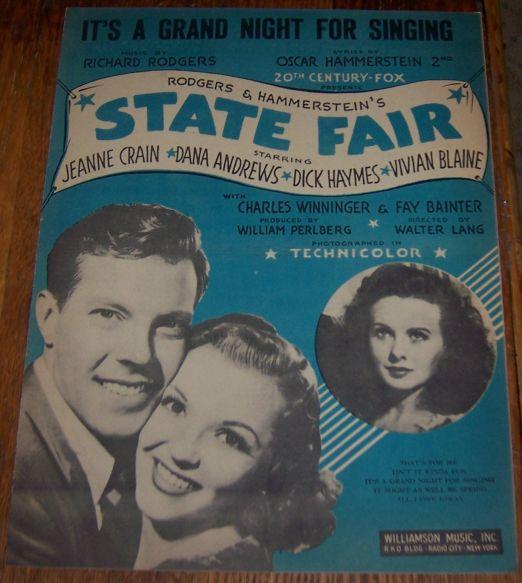 IT'S A GRAND NIGHT FOR SINGING
MUSIC BY
RICHARD RODGERS
LYRICS BY
OSCAR HAMMERSTEIN 2ND
20TH CENTURY-FOX
PRESENTS
RODGERS & HAMMERSTEIN'S
STATE FAIR
STARRING
JEANNE CRAIN ★ DANA ANDREWS ★ DICK HAYMES ★ VIVIAN BLAINE
WITH
CHARLES WINNINGER & FAY BAINTER
PRODUCED BY
WILLIAM PERLBERG
DIRECTED BY
WALTER LANG
PHOTOGRAPHED IN
★ TECHNICOLOR ★
THAT'S FOR ME
ISN'T IT KINDA FUN
IT'S A GRAND NIGHT FOR SINGING
IT MIGHT AS WELL BE SPRING
ALL I OWE IOWAY
WILLIAMSON MUSIC, INC.
RKO BLDG · RADIO CITY · NEW YORK